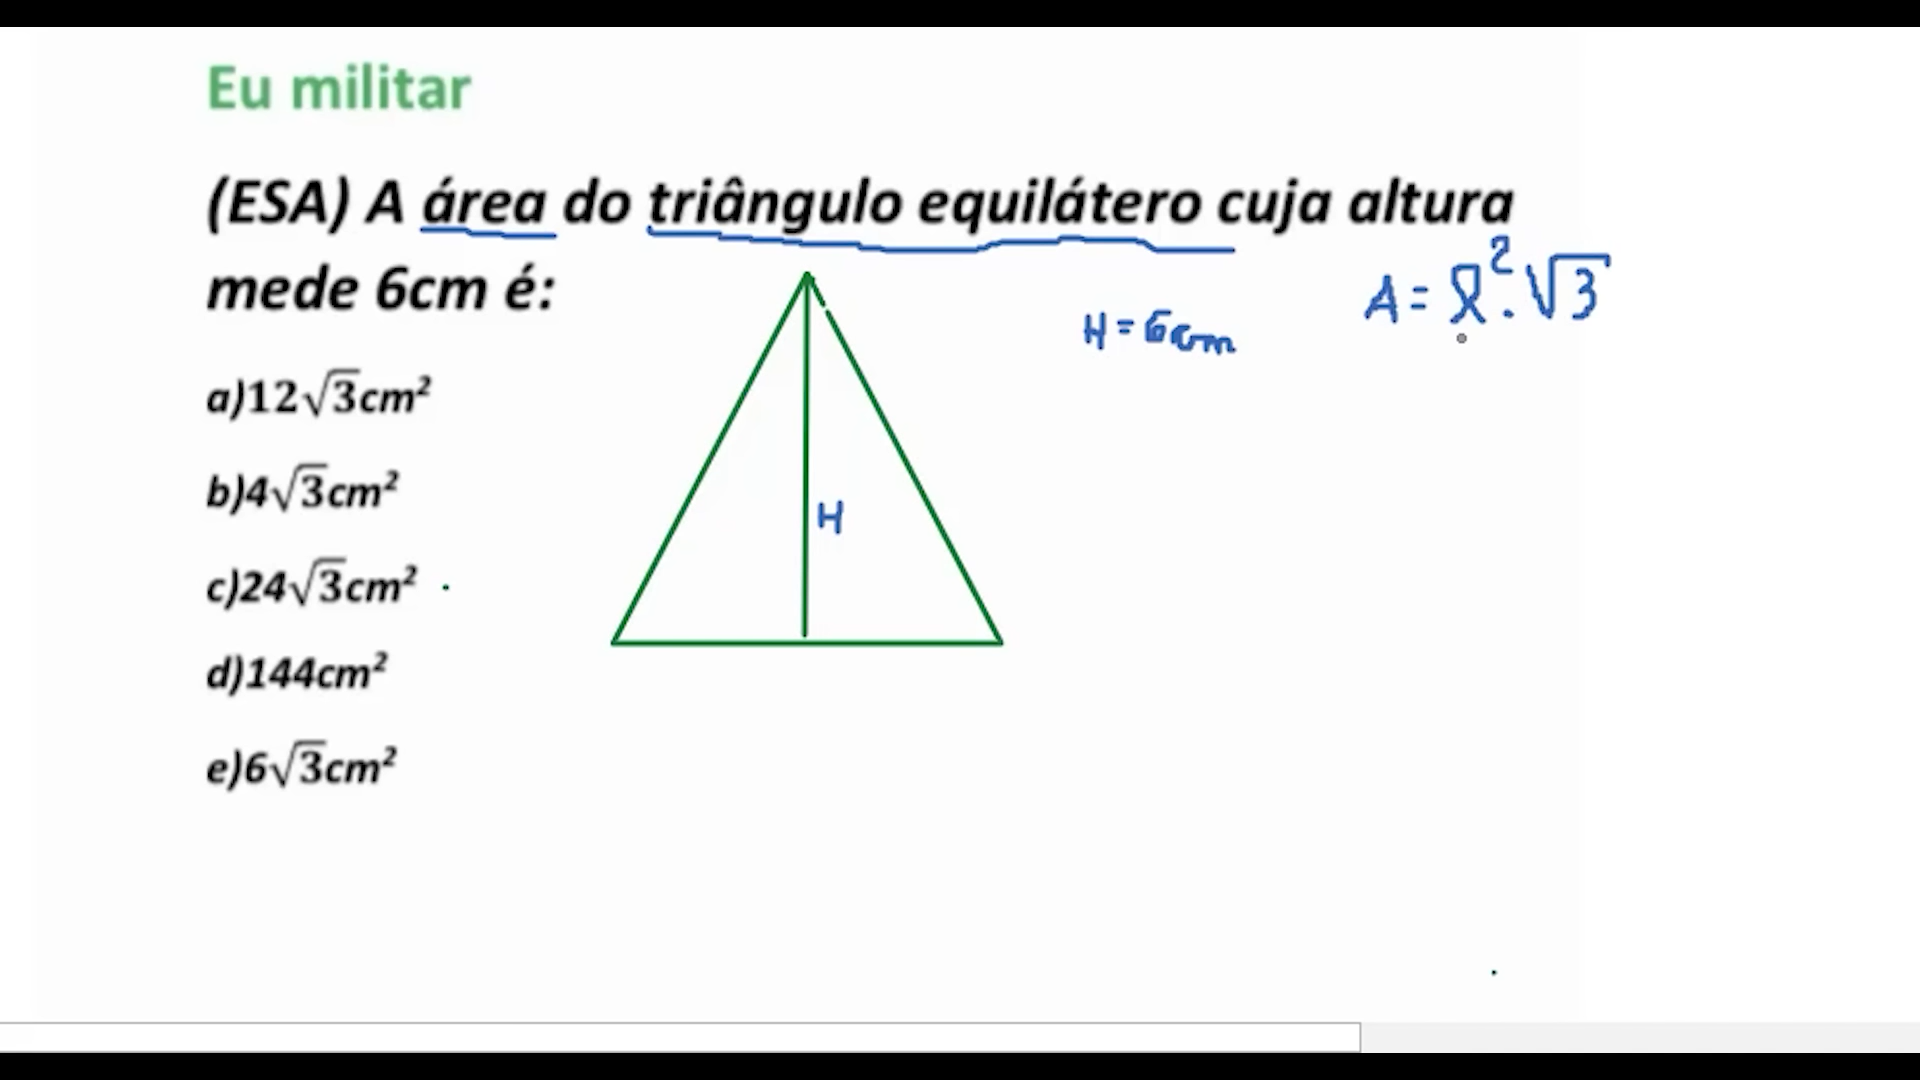 Eu militar
(ESA) A área do triângulo equilátero cuja altura
mede 6cm é:
H = 6cm
A = l² . √3
a)12√3cm²
b)4√3cm²
H
c)24√3cm²
d)144cm²
e)6√3cm²